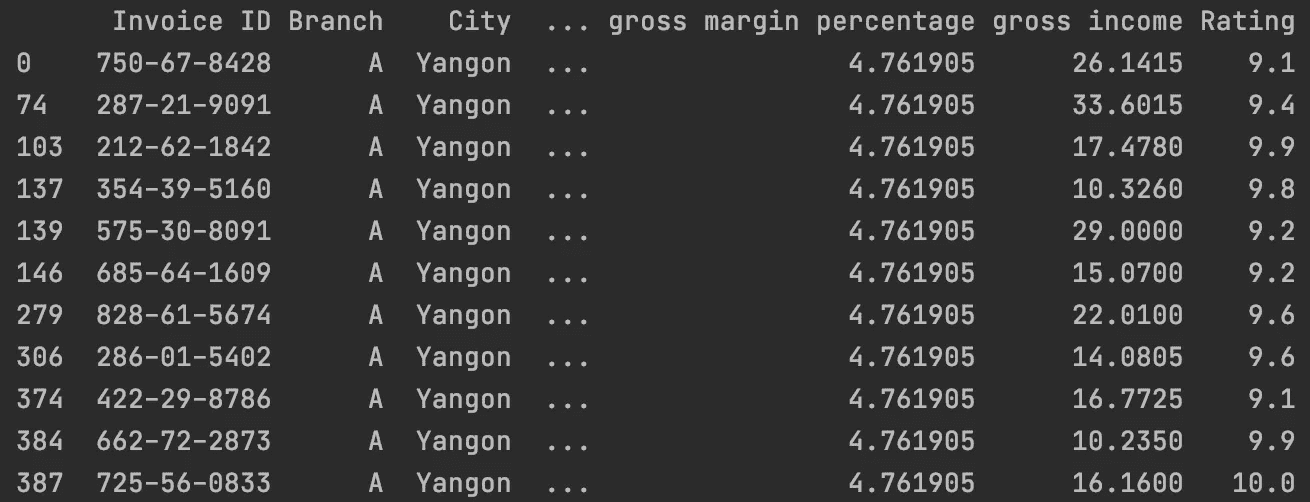 Invoice ID Branch City ... gross margin percentage gross income Rating
0 750-67-8428 A Yangon ... 4.761905 26.1415 9.1
74 287-21-9091 A Yangon ... 4.761905 33.6015 9.4
103 212-62-1842 A Yangon ... 4.761905 17.4780 9.9
137 354-39-5160 A Yangon ... 4.761905 10.3260 9.8
139 575-30-8091 A Yangon ... 4.761905 29.0000 9.2
146 685-64-1609 A Yangon ... 4.761905 15.0700 9.2
279 828-61-5674 A Yangon ... 4.761905 22.0100 9.6
306 286-01-5402 A Yangon ... 4.761905 14.0805 9.6
374 422-29-8786 A Yangon ... 4.761905 16.7725 9.1
384 662-72-2873 A Yangon ... 4.761905 10.2350 9.9
387 725-56-0833 A Yangon ... 4.761905 16.1600 10.0